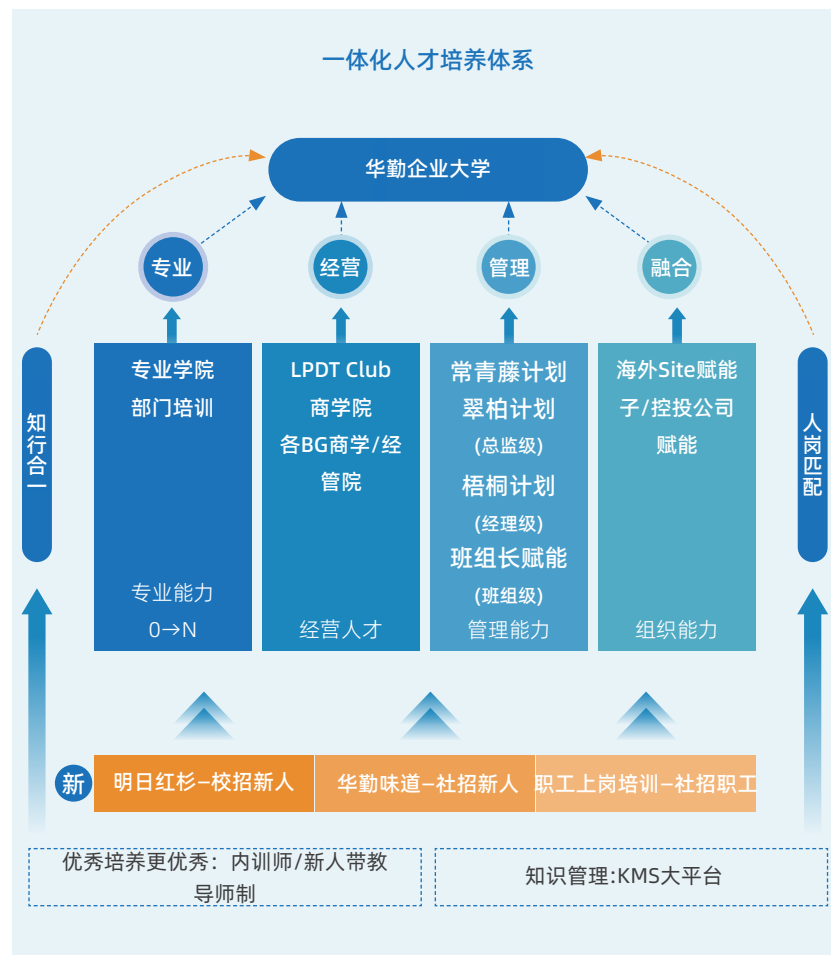 一体化人才培养体系
华勤企业大学
专业
经营
管理
融合
知行合一
专业学院
部门培训
专业能力
0→N
LPDT Club
商学院
各BG商学/经
管院
经营人才
常青藤计划
翠柏计划
(总监级)
梧桐计划
(经理级)
班组长赋能
(班组级)
管理能力
海外Site赋能
子/控投公司
赋能
组织能力
人岗匹配
新
明日红杉–校招新人
华勤味道–社招新人
职工上岗培训–社招职工
优秀培养更优秀：内训师/新人带教
导师制
知识管理:KMS大平台